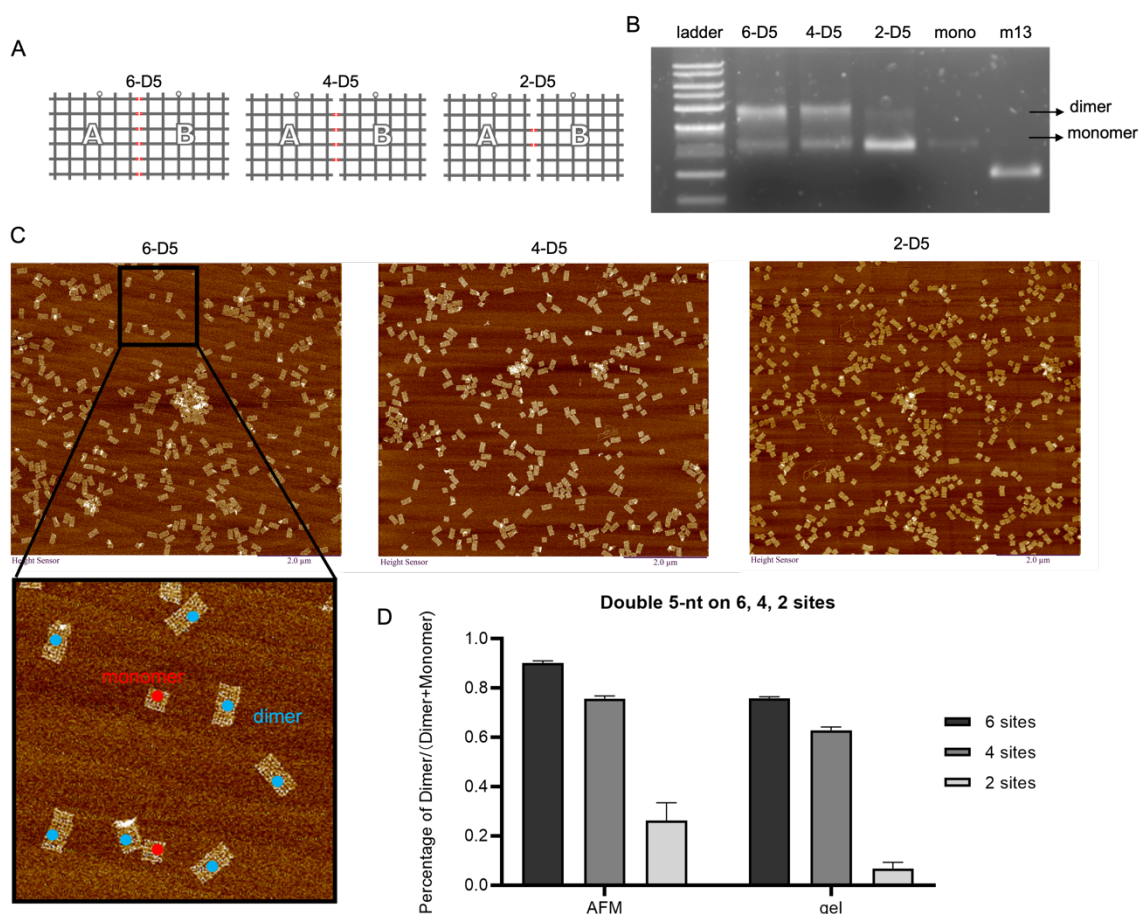 A
6-D5 4-D5 2-D5
A B A B A B
B
ladder 6-D5 4-D5 2-D5 mono m13
dimer
monomer
C
6-D5 4-D5 2-D5
Height Sensor 2.0 μm Height Sensor 2.0 μm Height Sensor 2.0 μm
monomer
dimer
D
Double 5-nt on 6, 4, 2 sites
Percentage of Dimer/(Dimer+Monomer)
1.0
0.8
0.6
0.4
0.2
0.0
AFM gel
6 sites
4 sites
2 sites